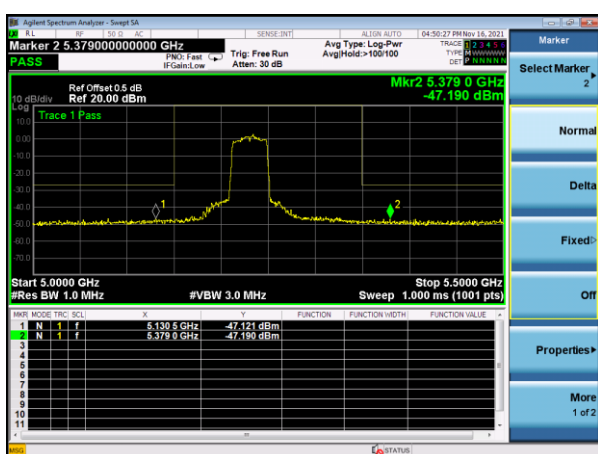 Agilent Spectrum Analyzer - Swept SA
RL RF 50 Ω AC SENSE:INT ALIGN AUTO 04:50:27 PM Nov 16, 2021
Marker 2 5.379000000000 GHz
PNO: Fast
IFGain:Low
Trig: Free Run
Atten: 30 dB
Avg Type: Log-Pwr
Avg|Hold:>100/100
TRACE 1 2 3 4 5 6
TYPE M WWWWW
DET P NNNNN
PASS
Marker
Select Marker
2
Normal
Delta
Fixed
Off
Properties
More
1 of 2
Ref Offset 0.5 dB
10 dB/div Ref 20.00 dBm
Log
Mkr2 5.379 0 GHz
-47.190 dBm
Trace 1 Pass
10.0
0.00
-10.0
-20.0
-30.0
-40.0
-50.0
-60.0
-70.0
1
2
Start 5.0000 GHz Stop 5.5000 GHz
#Res BW 1.0 MHz #VBW 3.0 MHz Sweep 1.000 ms (1001 pts)
MKR MODE TRC SCL X Y FUNCTION FUNCTION WIDTH FUNCTION VALUE
1 N 1 f 5.130 5 GHz -47.121 dBm
2 N 1 f 5.379 0 GHz -47.190 dBm
3
4
5
6
7
8
9
10
11
MSG STATUS